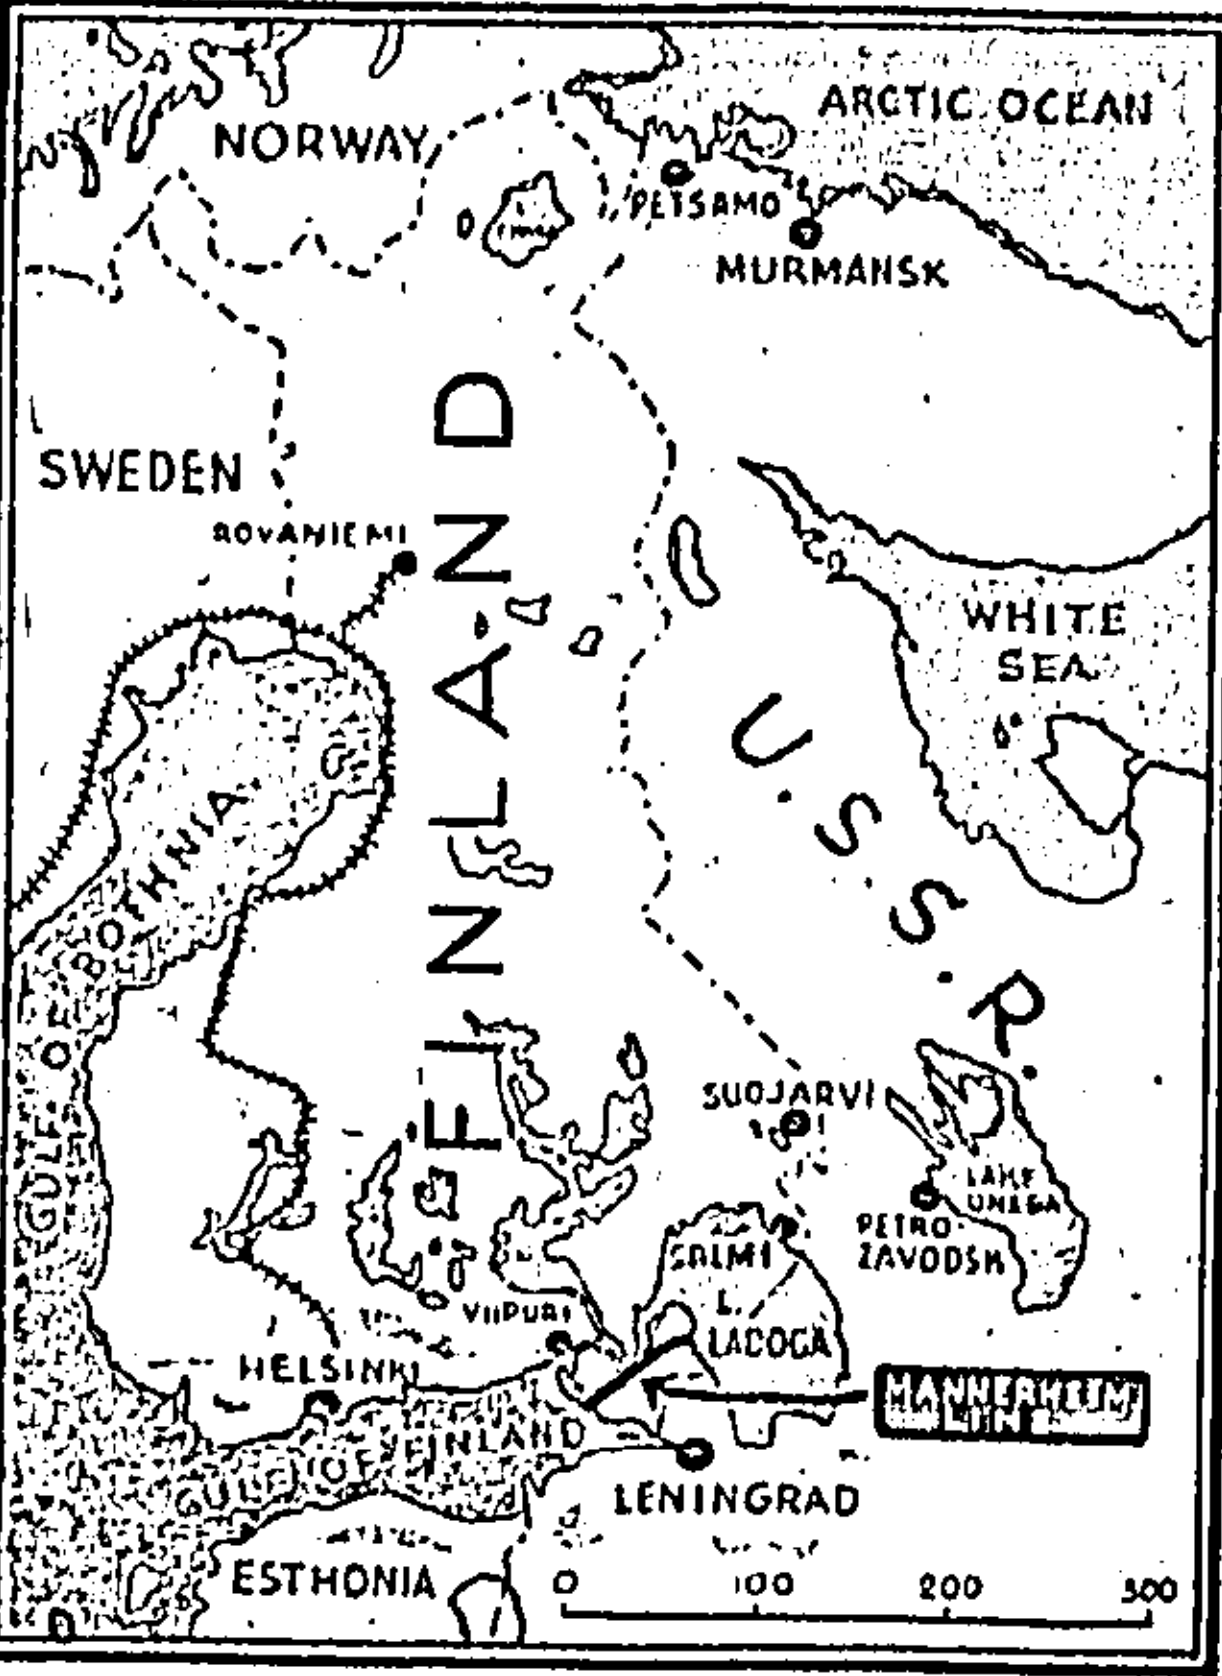 ARCTIC OCEAN
NORWAY
PETSAMO
MURMANSK
SWEDEN
ROVANIEMI
FINLAND
WHITE
SEA
U.S.S.R.
GULF OF BOTHNIA
SUOJARVI
LAKE
ONEGA
PETRO-
ZAVODSK
SALMI
L.
LADOGA
VIIPURI
HELSINKI
MANNERHEIM
LINE
GULF OF FINLAND
LENINGRAD
ESTHONIA
0 100 200 300